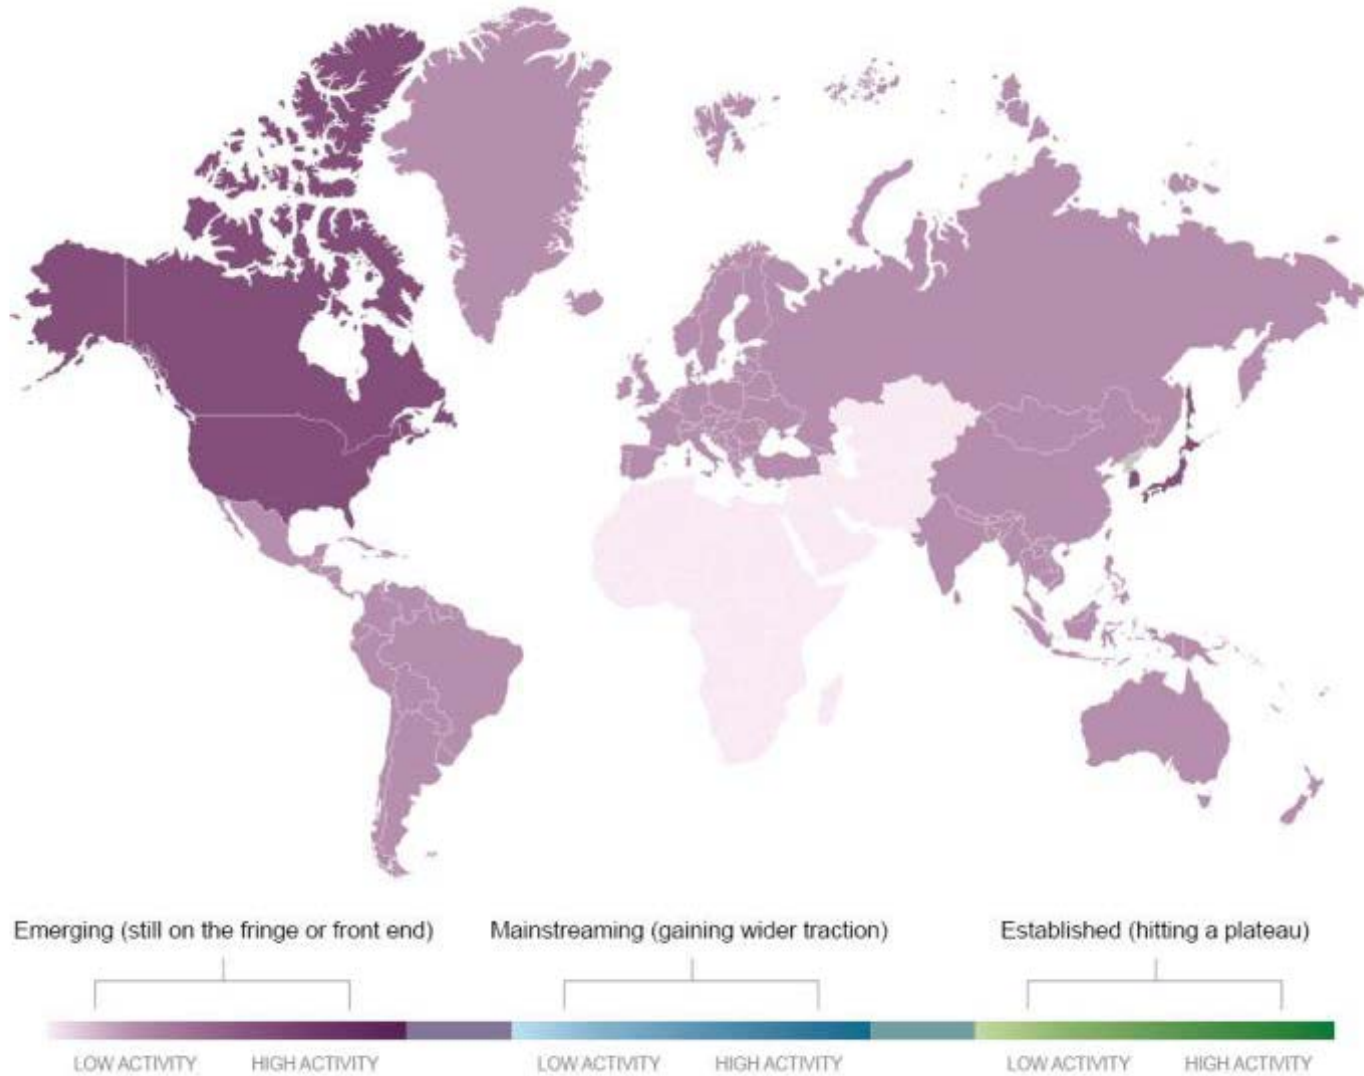 Emerging (still on the fringe or front end) Mainstreaming (gaining wider traction) Established (hitting a plateau)
LOW ACTIVITY HIGH ACTIVITY LOW ACTIVITY HIGH ACTIVITY LOW ACTIVITY HIGH ACTIVITY